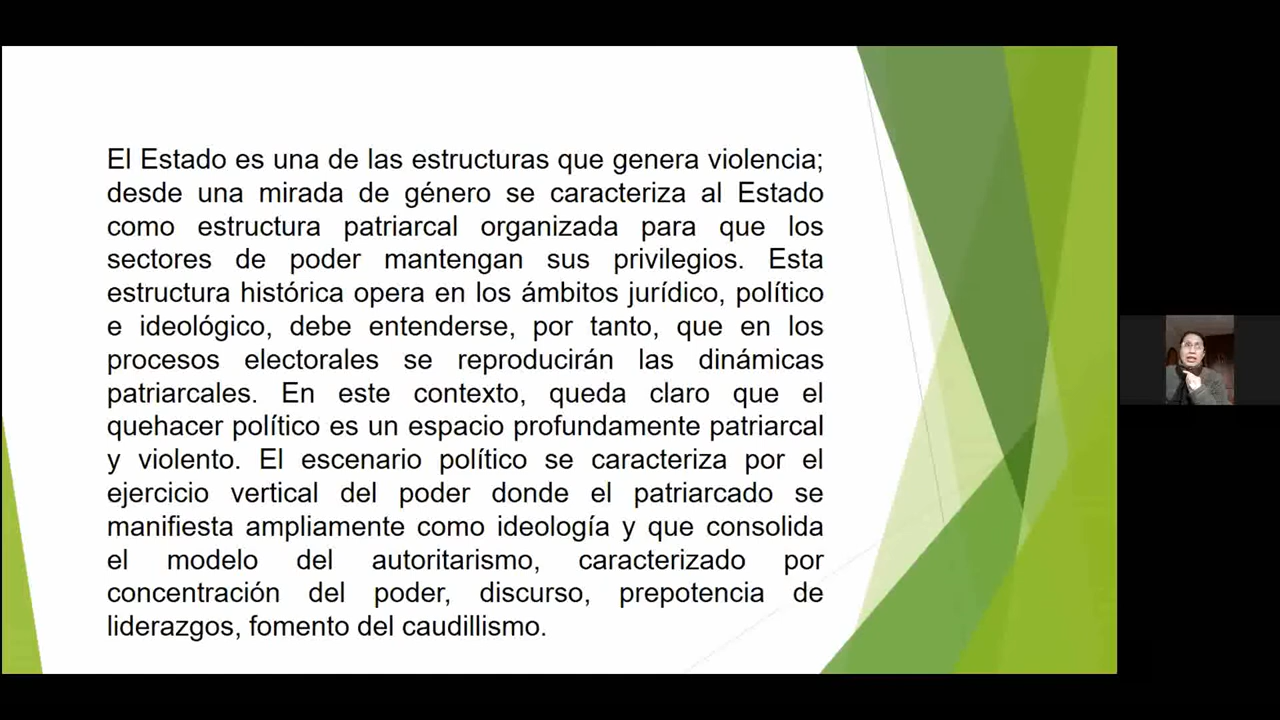 El Estado es una de las estructuras que genera violencia;
desde una mirada de género se caracteriza al Estado
como estructura patriarcal organizada para que los
sectores de poder mantengan sus privilegios. Esta
estructura histórica opera en los ámbitos jurídico, político
e ideológico, debe entenderse, por tanto, que en los
procesos electorales se reproducirán las dinámicas
patriarcales. En este contexto, queda claro que el
quehacer político es un espacio profundamente patriarcal
y violento. El escenario político se caracteriza por el
ejercicio vertical del poder donde el patriarcado se
manifiesta ampliamente como ideología y que consolida
el modelo del autoritarismo, caracterizado por
concentración del poder, discurso, prepotencia de
liderazgos, fomento del caudillismo.